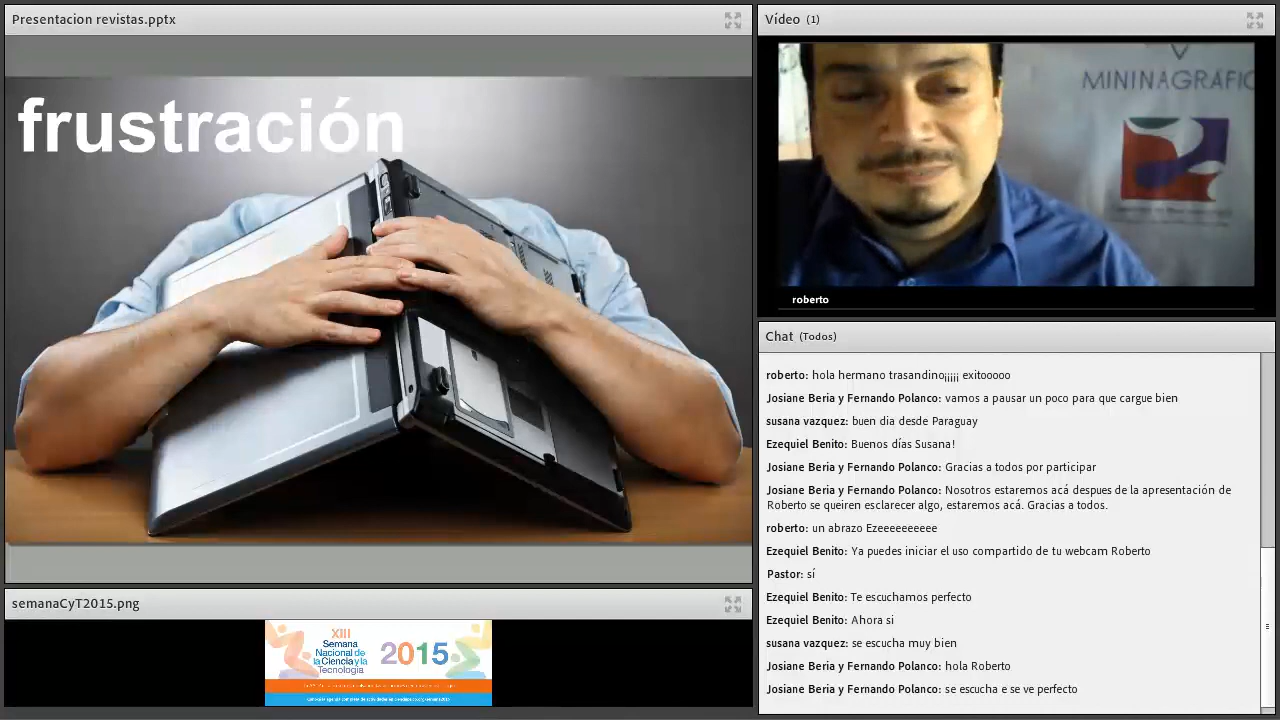 Presentacion revistas.pptx
frustración
semanaCyT2015.png
XIII
Semana
Nacional de
la Ciencia y la
Tecnología
2015
Vídeo (1)
MININAGRÁFIC
roberto
Chat (Todos)
roberto: hola hermano trasandino¡¡¡¡¡ exitooooo
Josiane Beria y Fernando Polanco: vamos a pausar un poco para que cargue bien
susana vazquez: buen dia desde Paraguay
Ezequiel Benito: Buenos días Susana!
Josiane Beria y Fernando Polanco: Gracias a todos por participar
Josiane Beria y Fernando Polanco: Nosotros estaremos acá despues de la apresentación de
Roberto se queiren esclarecer algo, estaremos acá. Gracias a todos.
roberto: un abrazo Ezeeeeeeeeee
Ezequiel Benito: Ya puedes iniciar el uso compartido de tu webcam Roberto
Pastor: sí
Ezequiel Benito: Te escuchamos perfecto
Ezequiel Benito: Ahora si
susana vazquez: se escucha muy bien
Josiane Beria y Fernando Polanco: hola Roberto
Josiane Beria y Fernando Polanco: se escucha e se ve perfecto